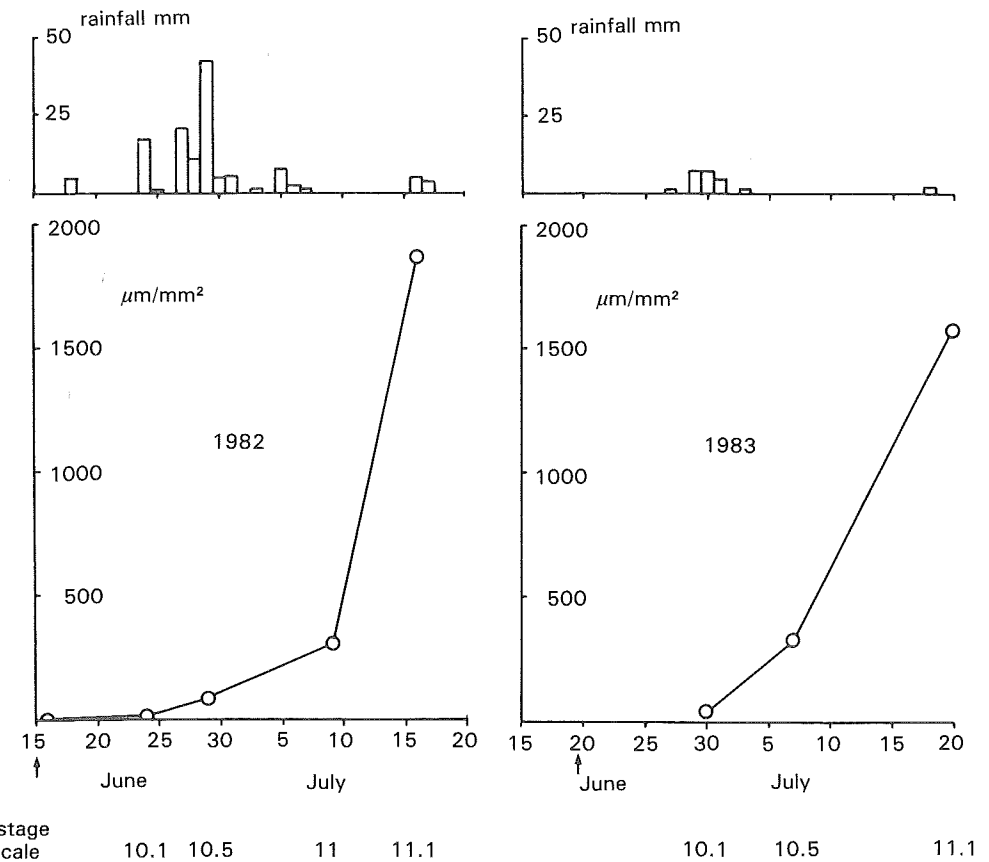 rainfall mm
50
25
2000
μm/mm²
1500
1982
1000
500
15 20 25 30 5 10 15 20
June July
50 rainfall mm
25
2000
μm/mm²
1500
1983
1000
500
15 20 25 30 5 10 15 20
June July
stage
cale 10.1 10.5 11 11.1 10.1 10.5 11.1